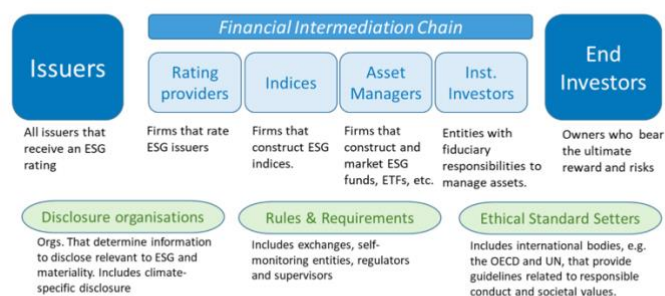 Financial Intermediation Chain
Issuers
Rating
providers
Indices
Asset
Managers
Inst.
Investors
End
Investors
All issuers that
receive an ESG
rating
Firms that rate
ESG issuers
Firms that
construct ESG
indices.
Firms that
construct and
market ESG
funds, ETFs, etc.
Entities with
fiduciary
responsibilities to
manage assets.
Owners who bear
the ultimate
reward and risks
Disclosure organisations
Orgs. That determine information
to disclose relevant to ESG and
materiality. Includes climate-
specific disclosure
Rules & Requirements
Includes exchanges, self-
monitoring entities, regulators
and supervisors
Ethical Standard Setters
Includes international bodies, e.g.
the OECD and UN, that provide
guidelines related to responsible
conduct and societal values.